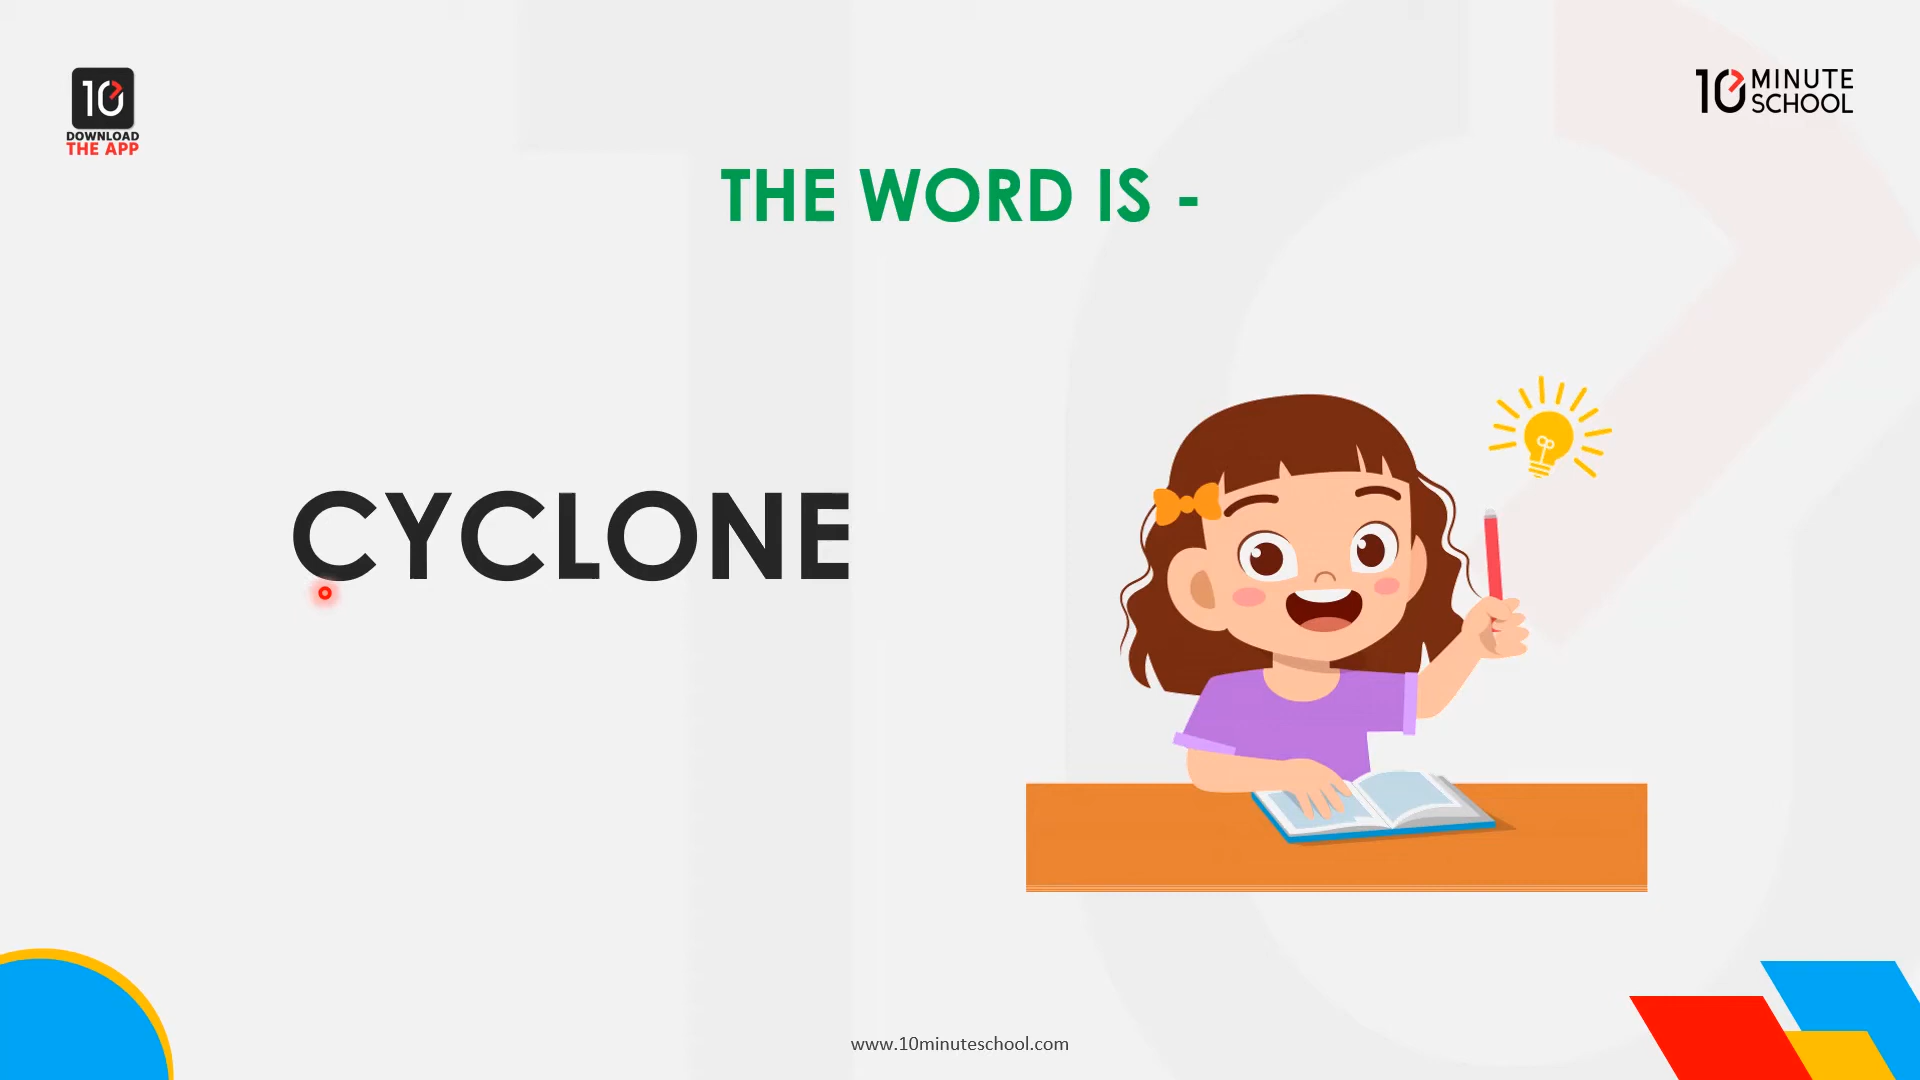 10
DOWNLOAD
THE APP
10 MINUTE
SCHOOL
THE WORD IS -
CYCLONE
www.10minuteschool.com